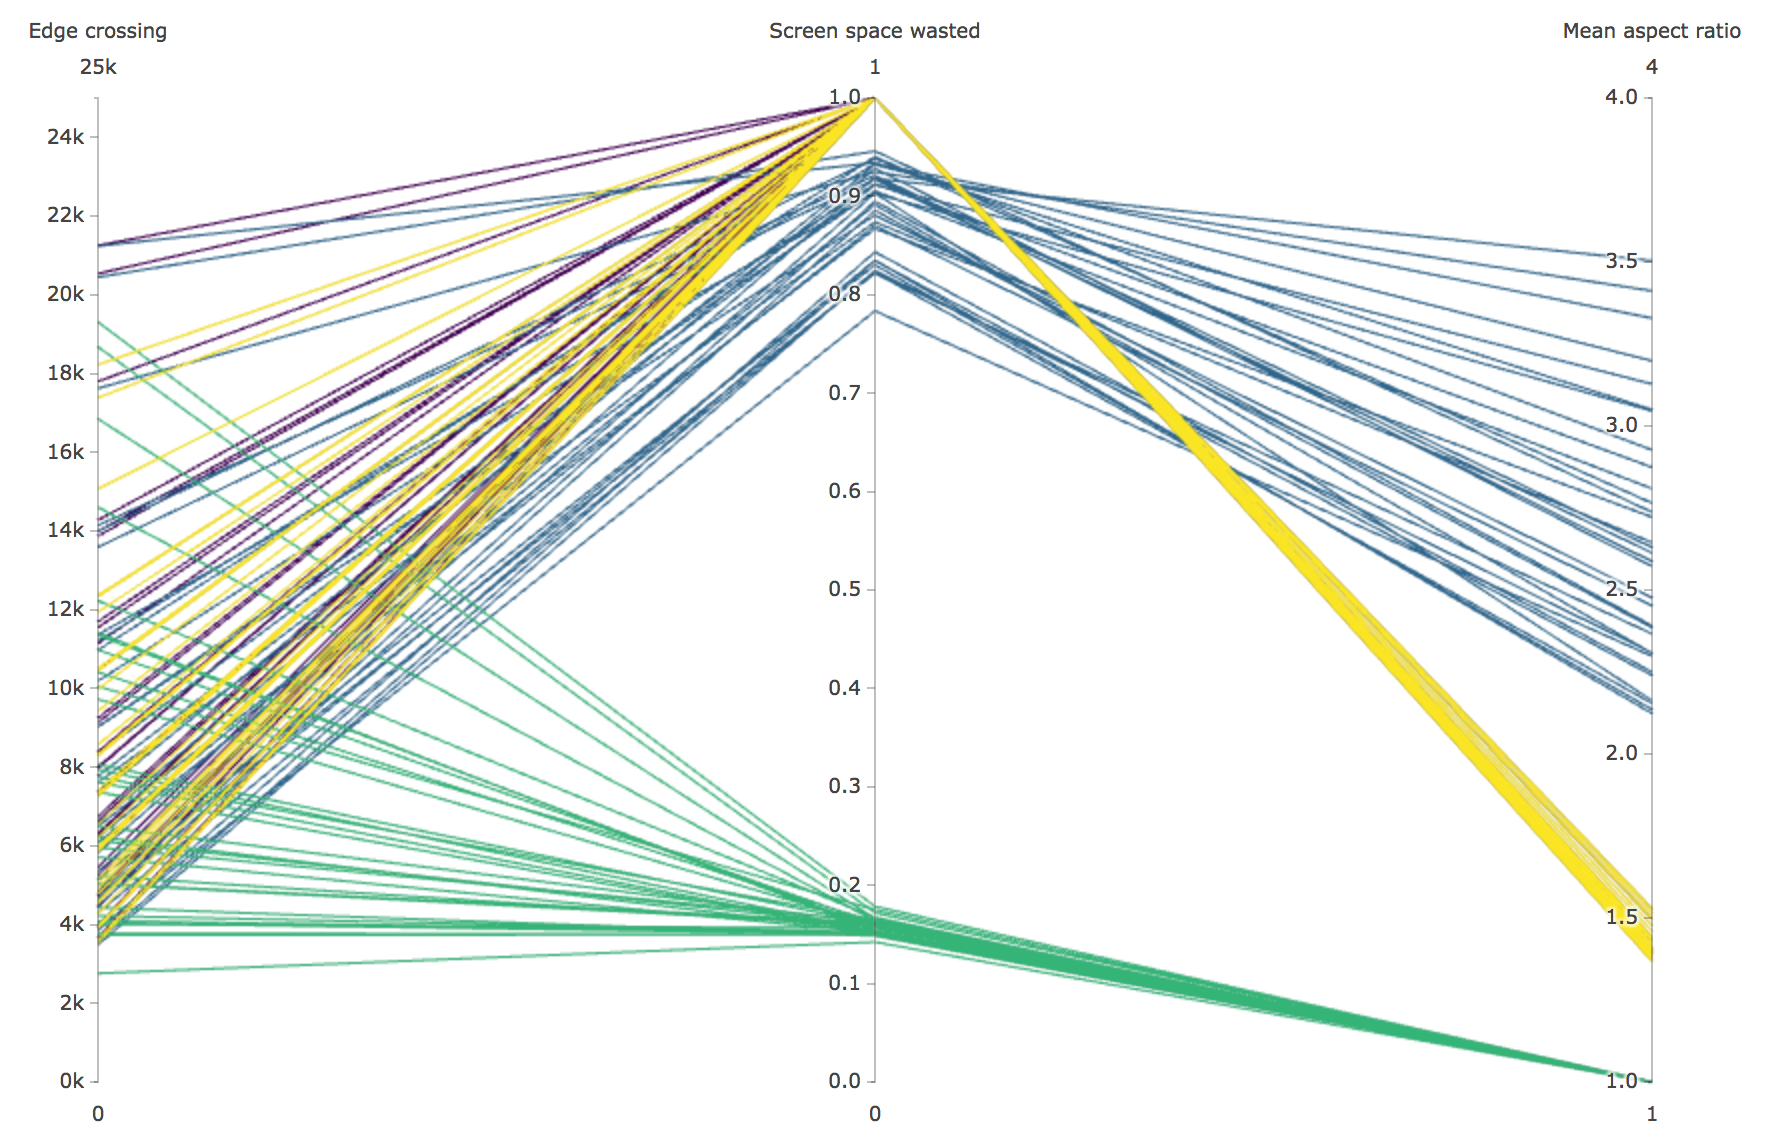 Edge crossing
25k
24k
22k
20k
18k
16k
14k
12k
10k
8k
6k
4k
2k
0k
0
Screen space wasted
1
1.0
0.9
0.8
0.7
0.6
0.5
0.4
0.3
0.2
0.1
0.0
0
Mean aspect ratio
4
4.0
3.5
3.0
2.5
2.0
1.5
1.0
1